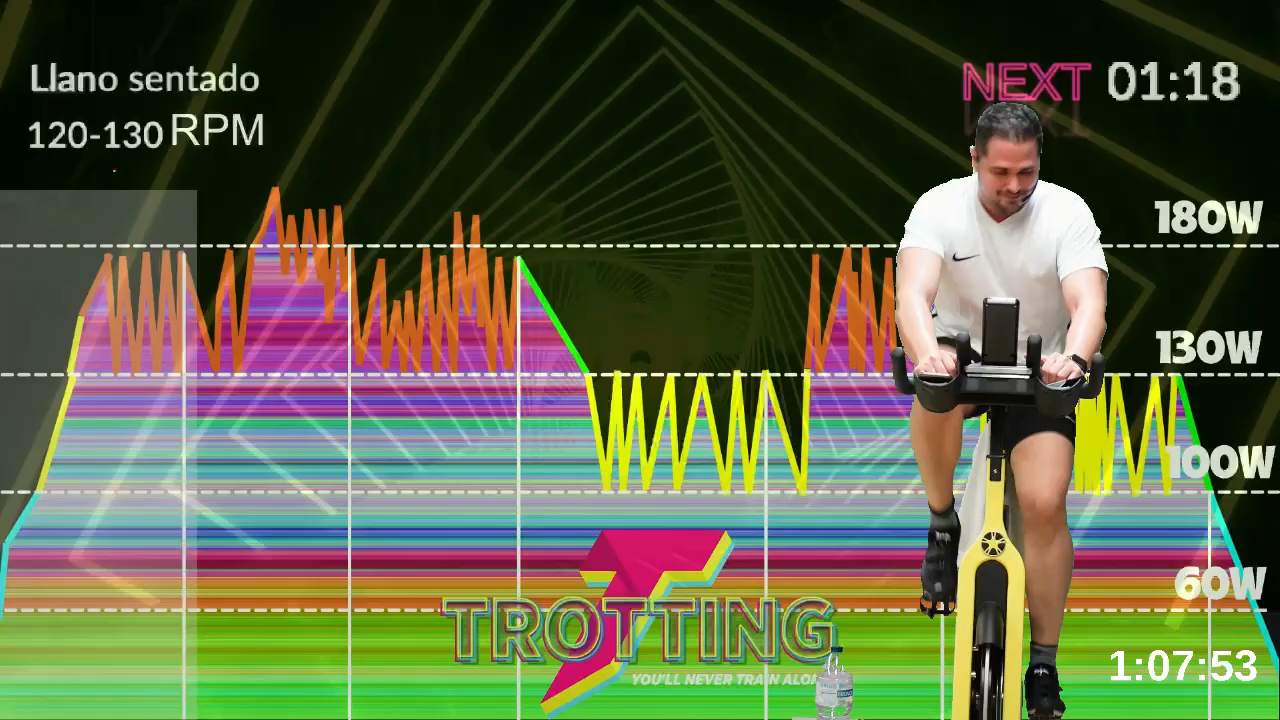 Llano sentado
120-130 RPM
NEXT 01:18
180W
130W
100W
60W
TROTTING
YOU'LL NEVER TRAIN ALON
1:07:53